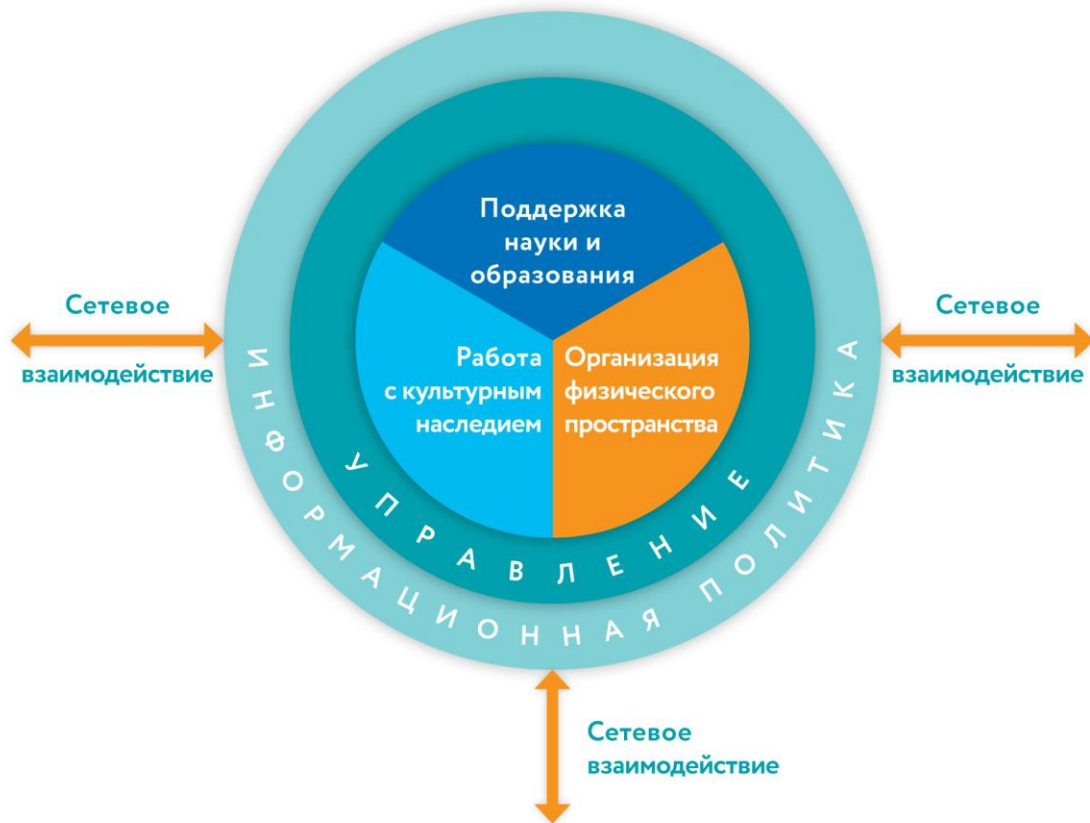 Поддержка
науки и
образования
Сетевое
взаимодействие
Сетевое
взаимодействие
Работа
с культурным
наследием
Организация
физического
пространства
УПРАВЛЕНИЕ
ИНФОРМАЦИОННАЯ ПОЛИТИКА
Сетевое
взаимодействие